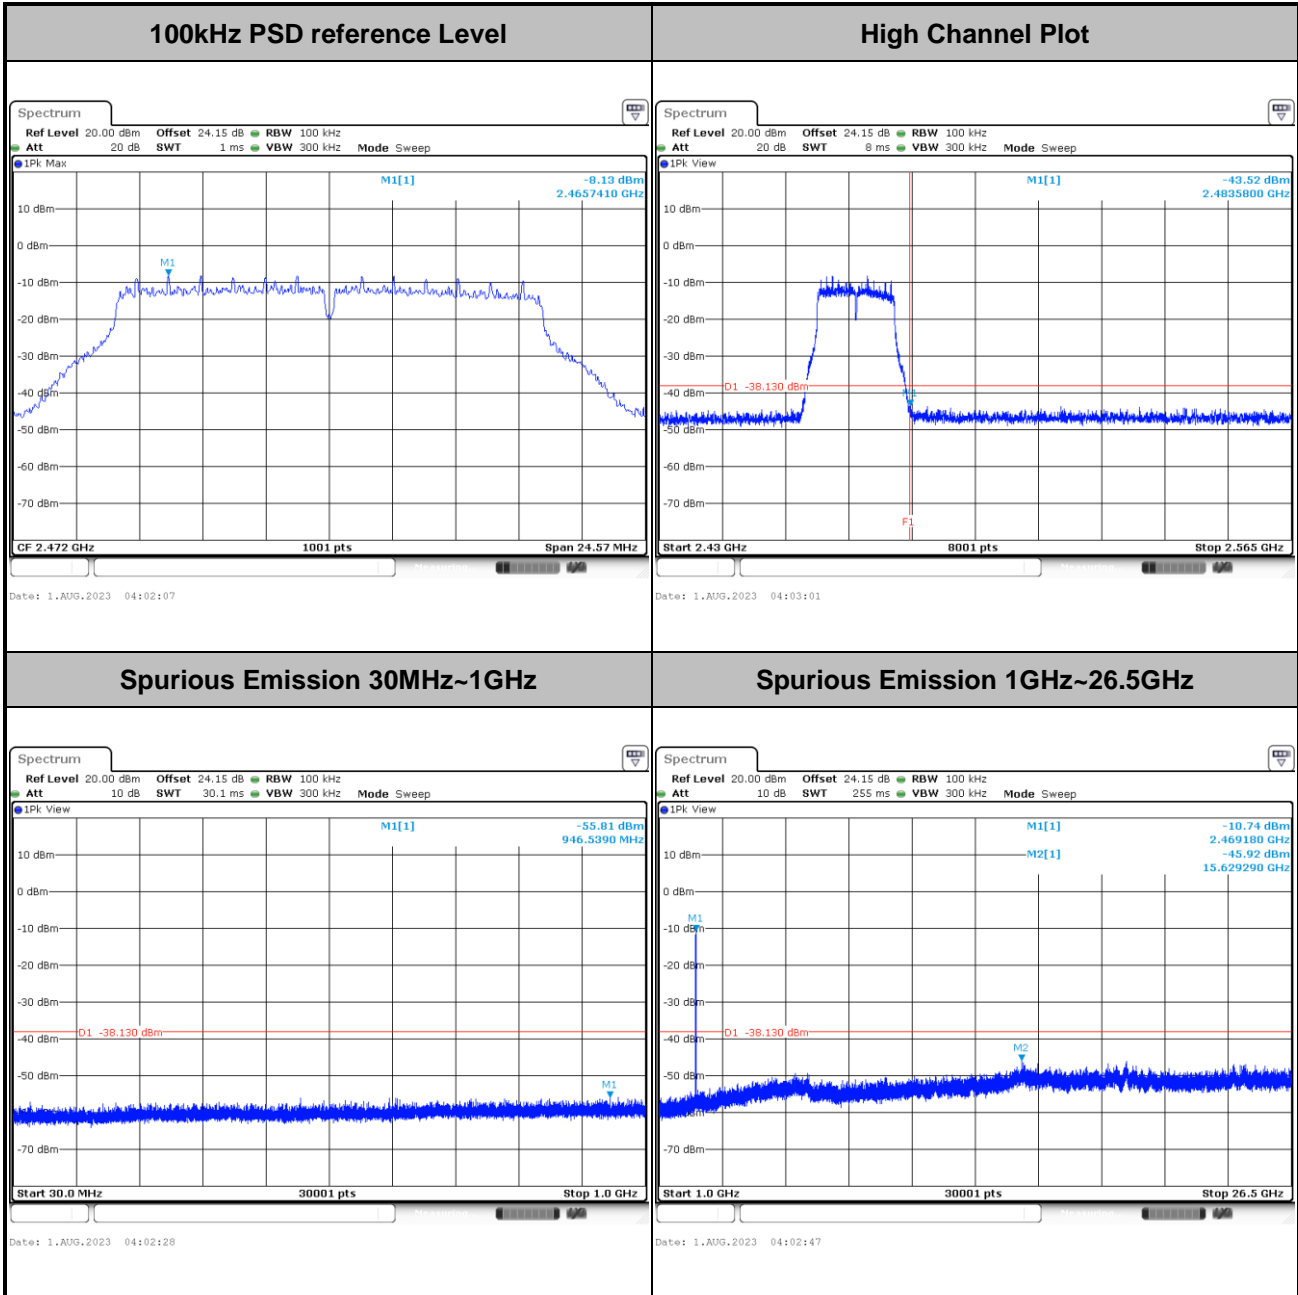 100kHz PSD reference Level
High Channel Plot
Spectrum
Ref Level 20.00 dBm Offset 24.15 dB RBW 100 kHz
Att 20 dB SWT 1 ms VBW 300 kHz Mode Sweep
1Pk Max
M1[1] -8.13 dBm
2.4657410 GHz
10 dBm
0 dBm
M1
-10 dBm
-20 dBm
-30 dBm
-40 dBm
-50 dBm
-60 dBm
-70 dBm
CF 2.472 GHz 1001 pts Span 24.57 MHz
Measuring
Date: 1.AUG.2023 04:02:07
Spectrum
Ref Level 20.00 dBm Offset 24.15 dB RBW 100 kHz
Att 20 dB SWT 8 ms VBW 300 kHz Mode Sweep
1Pk View
M1[1] -43.52 dBm
2.4835800 GHz
10 dBm
0 dBm
-10 dBm
-20 dBm
-30 dBm
D1 -38.130 dBm
-40 dBm
M1
-50 dBm
-60 dBm
-70 dBm
F1
Start 2.43 GHz 8001 pts Stop 2.565 GHz
Measuring
Date: 1.AUG.2023 04:03:01
Spurious Emission 30MHz~1GHz
Spurious Emission 1GHz~26.5GHz
Spectrum
Ref Level 20.00 dBm Offset 24.15 dB RBW 100 kHz
Att 10 dB SWT 30.1 ms VBW 300 kHz Mode Sweep
1Pk View
M1[1] -55.81 dBm
946.5390 MHz
10 dBm
0 dBm
-10 dBm
-20 dBm
-30 dBm
D1 -38.130 dBm
-40 dBm
-50 dBm
M1
-70 dBm
Start 30.0 MHz 30001 pts Stop 1.0 GHz
Measuring
Date: 1.AUG.2023 04:02:28
Spectrum
Ref Level 20.00 dBm Offset 24.15 dB RBW 100 kHz
Att 10 dB SWT 255 ms VBW 300 kHz Mode Sweep
1Pk View
M1[1] -10.74 dBm
2.469180 GHz
10 dBm
M2[1] -45.92 dBm
15.629290 GHz
0 dBm
M1
-10 dBm
-20 dBm
-30 dBm
D1 -38.130 dBm
-40 dBm
M2
-50 dBm
-60 dBm
-70 dBm
Start 1.0 GHz 30001 pts Stop 26.5 GHz
Measuring
Date: 1.AUG.2023 04:02:47